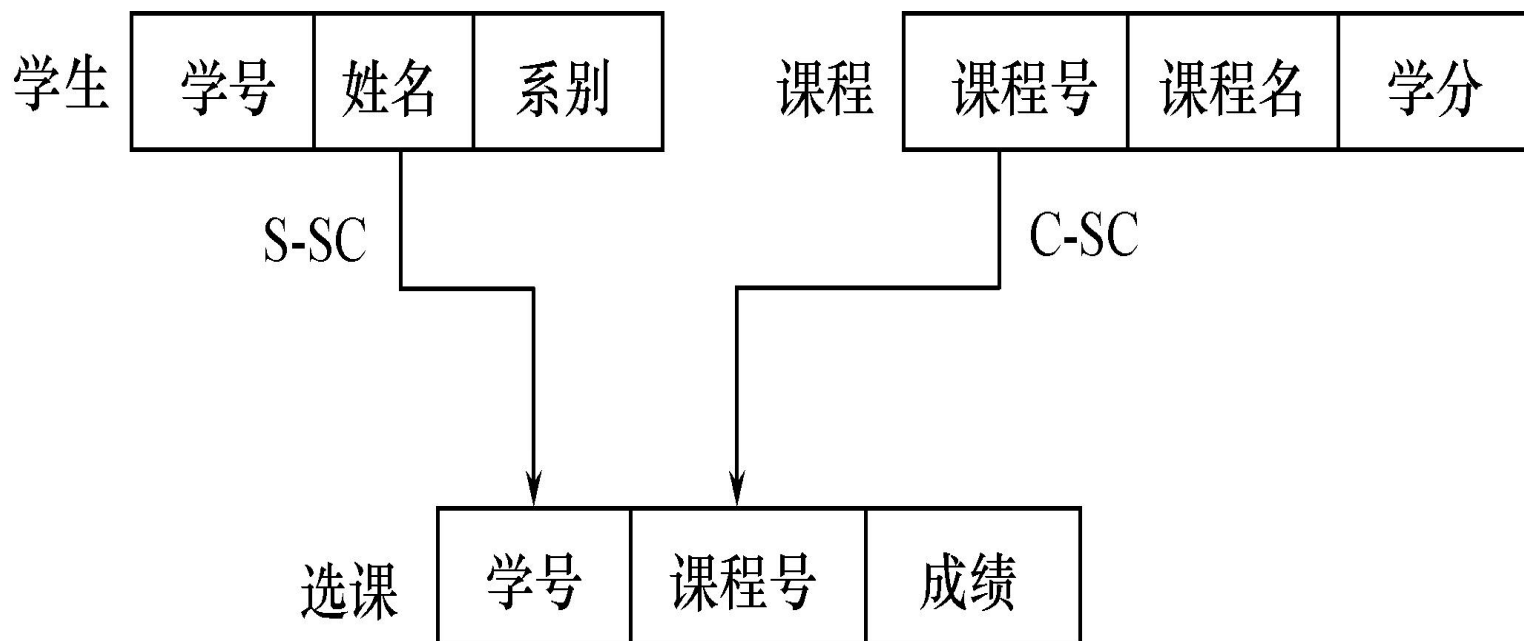 学生 学号 姓名 系别 课程 课程号 课程名 学分
S-SC C-SC
选课 学号 课程号 成绩